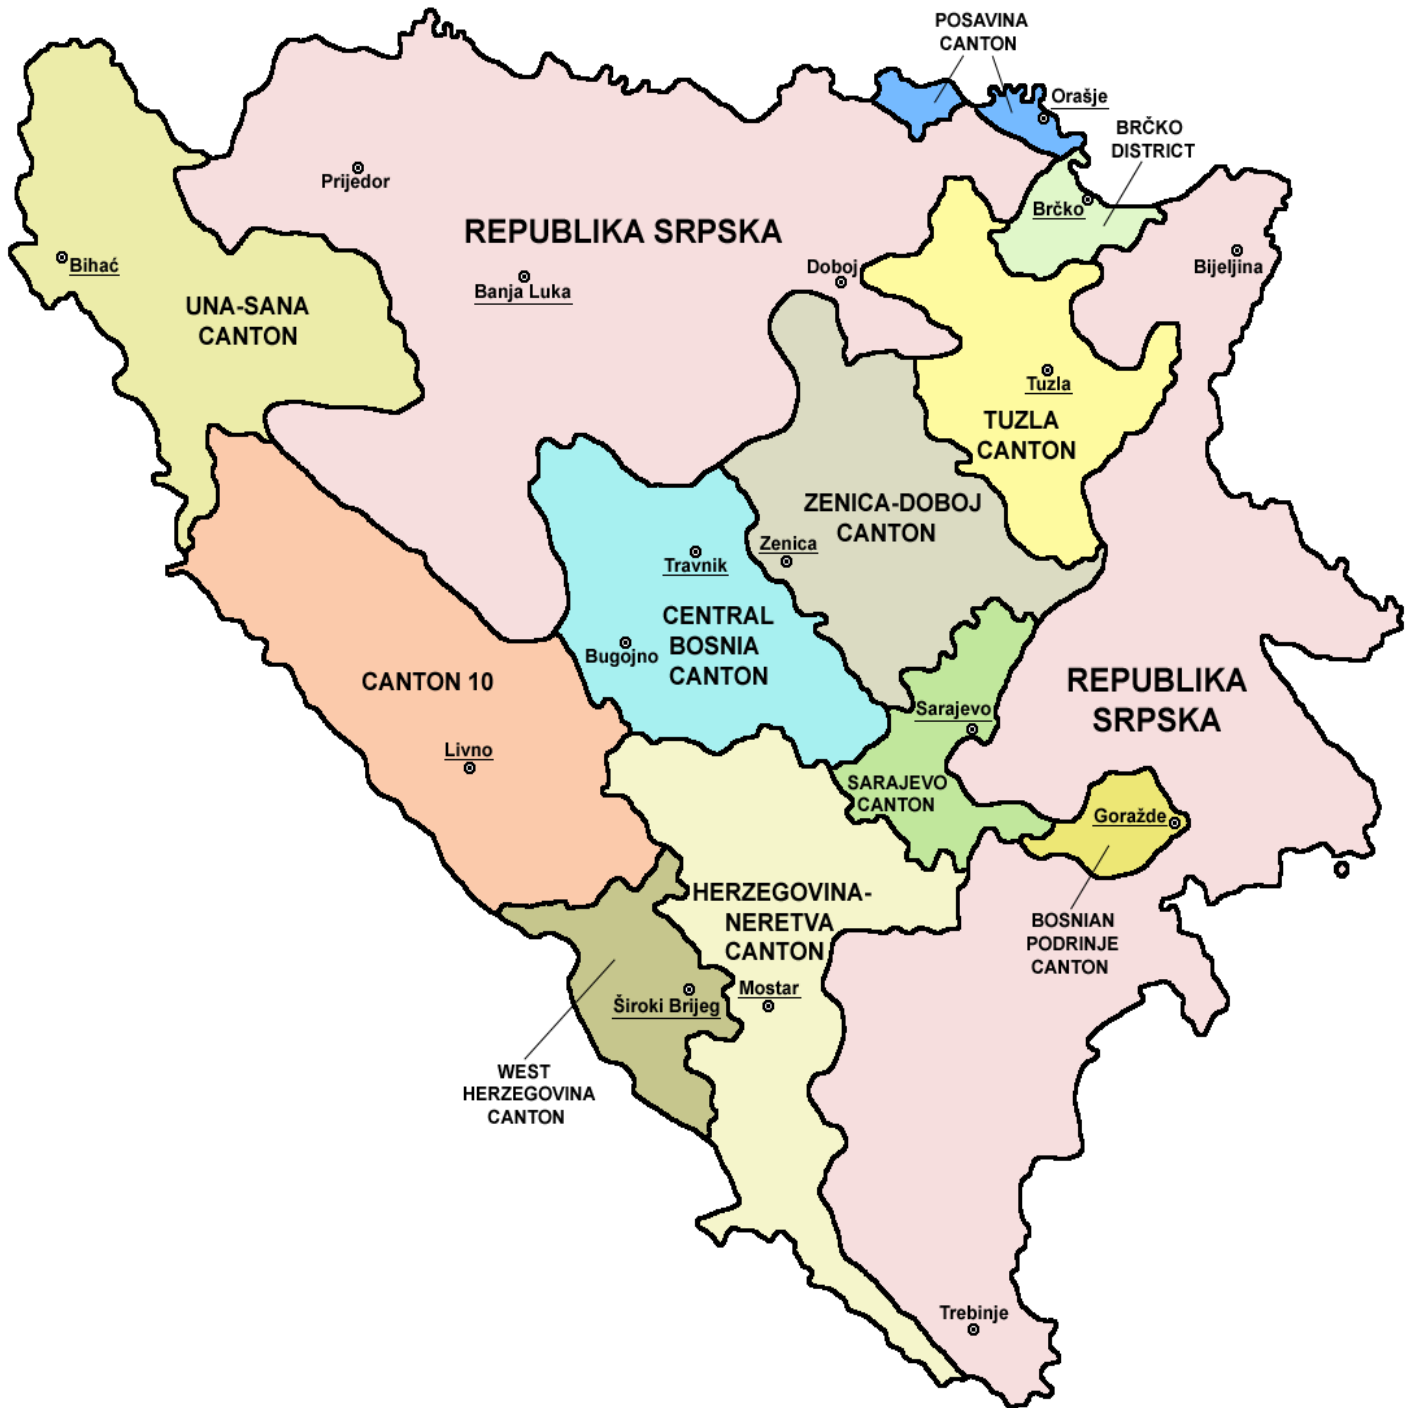 POSAVINA
CANTON
Orašje
BRČKO
DISTRICT
Prijedor
Brčko
REPUBLIKA SRPSKA
Bihać
Doboj
Bijeljina
Banja Luka
UNA-SANA
CANTON
Tuzla
TUZLA
CANTON
ZENICA-DOBOJ
CANTON
Zenica
Travnik
CENTRAL
BOSNIA
CANTON
Bugojno
CANTON 10
REPUBLIKA
SRPSKA
Sarajevo
Livno
SARAJEVO
CANTON
Goražde
HERZEGOVINA-
NERETVA
CANTON
BOSNIAN
PODRINJE
CANTON
Mostar
Široki Brijeg
WEST
HERZEGOVINA
CANTON
Trebinje